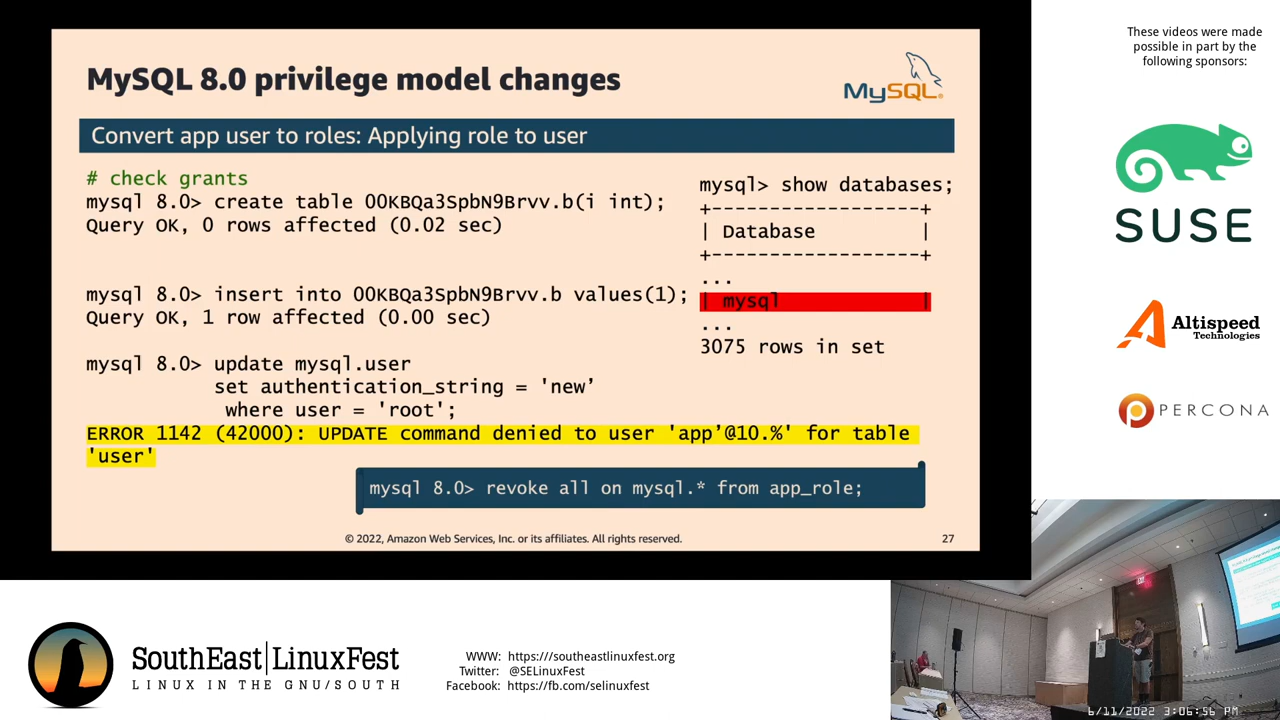 MySQL 8.0 privilege model changes
MySQL®
Convert app user to roles: Applying role to user
# check grants
mysql 8.0> create table OOKBQa3SpbN9Brvv.b(i int);
Query OK, 0 rows affected (0.02 sec)
mysql 8.0> insert into OOKBQa3SpbN9Brvv.b values(1);
Query OK, 1 row affected (0.00 sec)
mysql 8.0> update mysql.user
set authentication_string = 'new’
where user = 'root';
ERROR 1142 (42000): UPDATE command denied to user 'app’@10.%' for table
'user'
mysql> show databases;
+------------------+
| Database |
+------------------+
...
| mysql |
...
3075 rows in set
mysql 8.0> revoke all on mysql.* from app_role;
© 2022, Amazon Web Services, Inc. or its affiliates. All rights reserved.
27
These videos were made
possible in part by the
following sponsors:
SUSE
Altispeed
Technologies
PERCONA
SouthEast|LinuxFest
LINUX IN THE GNU/SOUTH
WWW: https:///southeastlinuxfest.org
Twitter: @SELinuxFest
Facebook: https://fb.com/selinuxfest
6/11/2022 3:06:56 PM